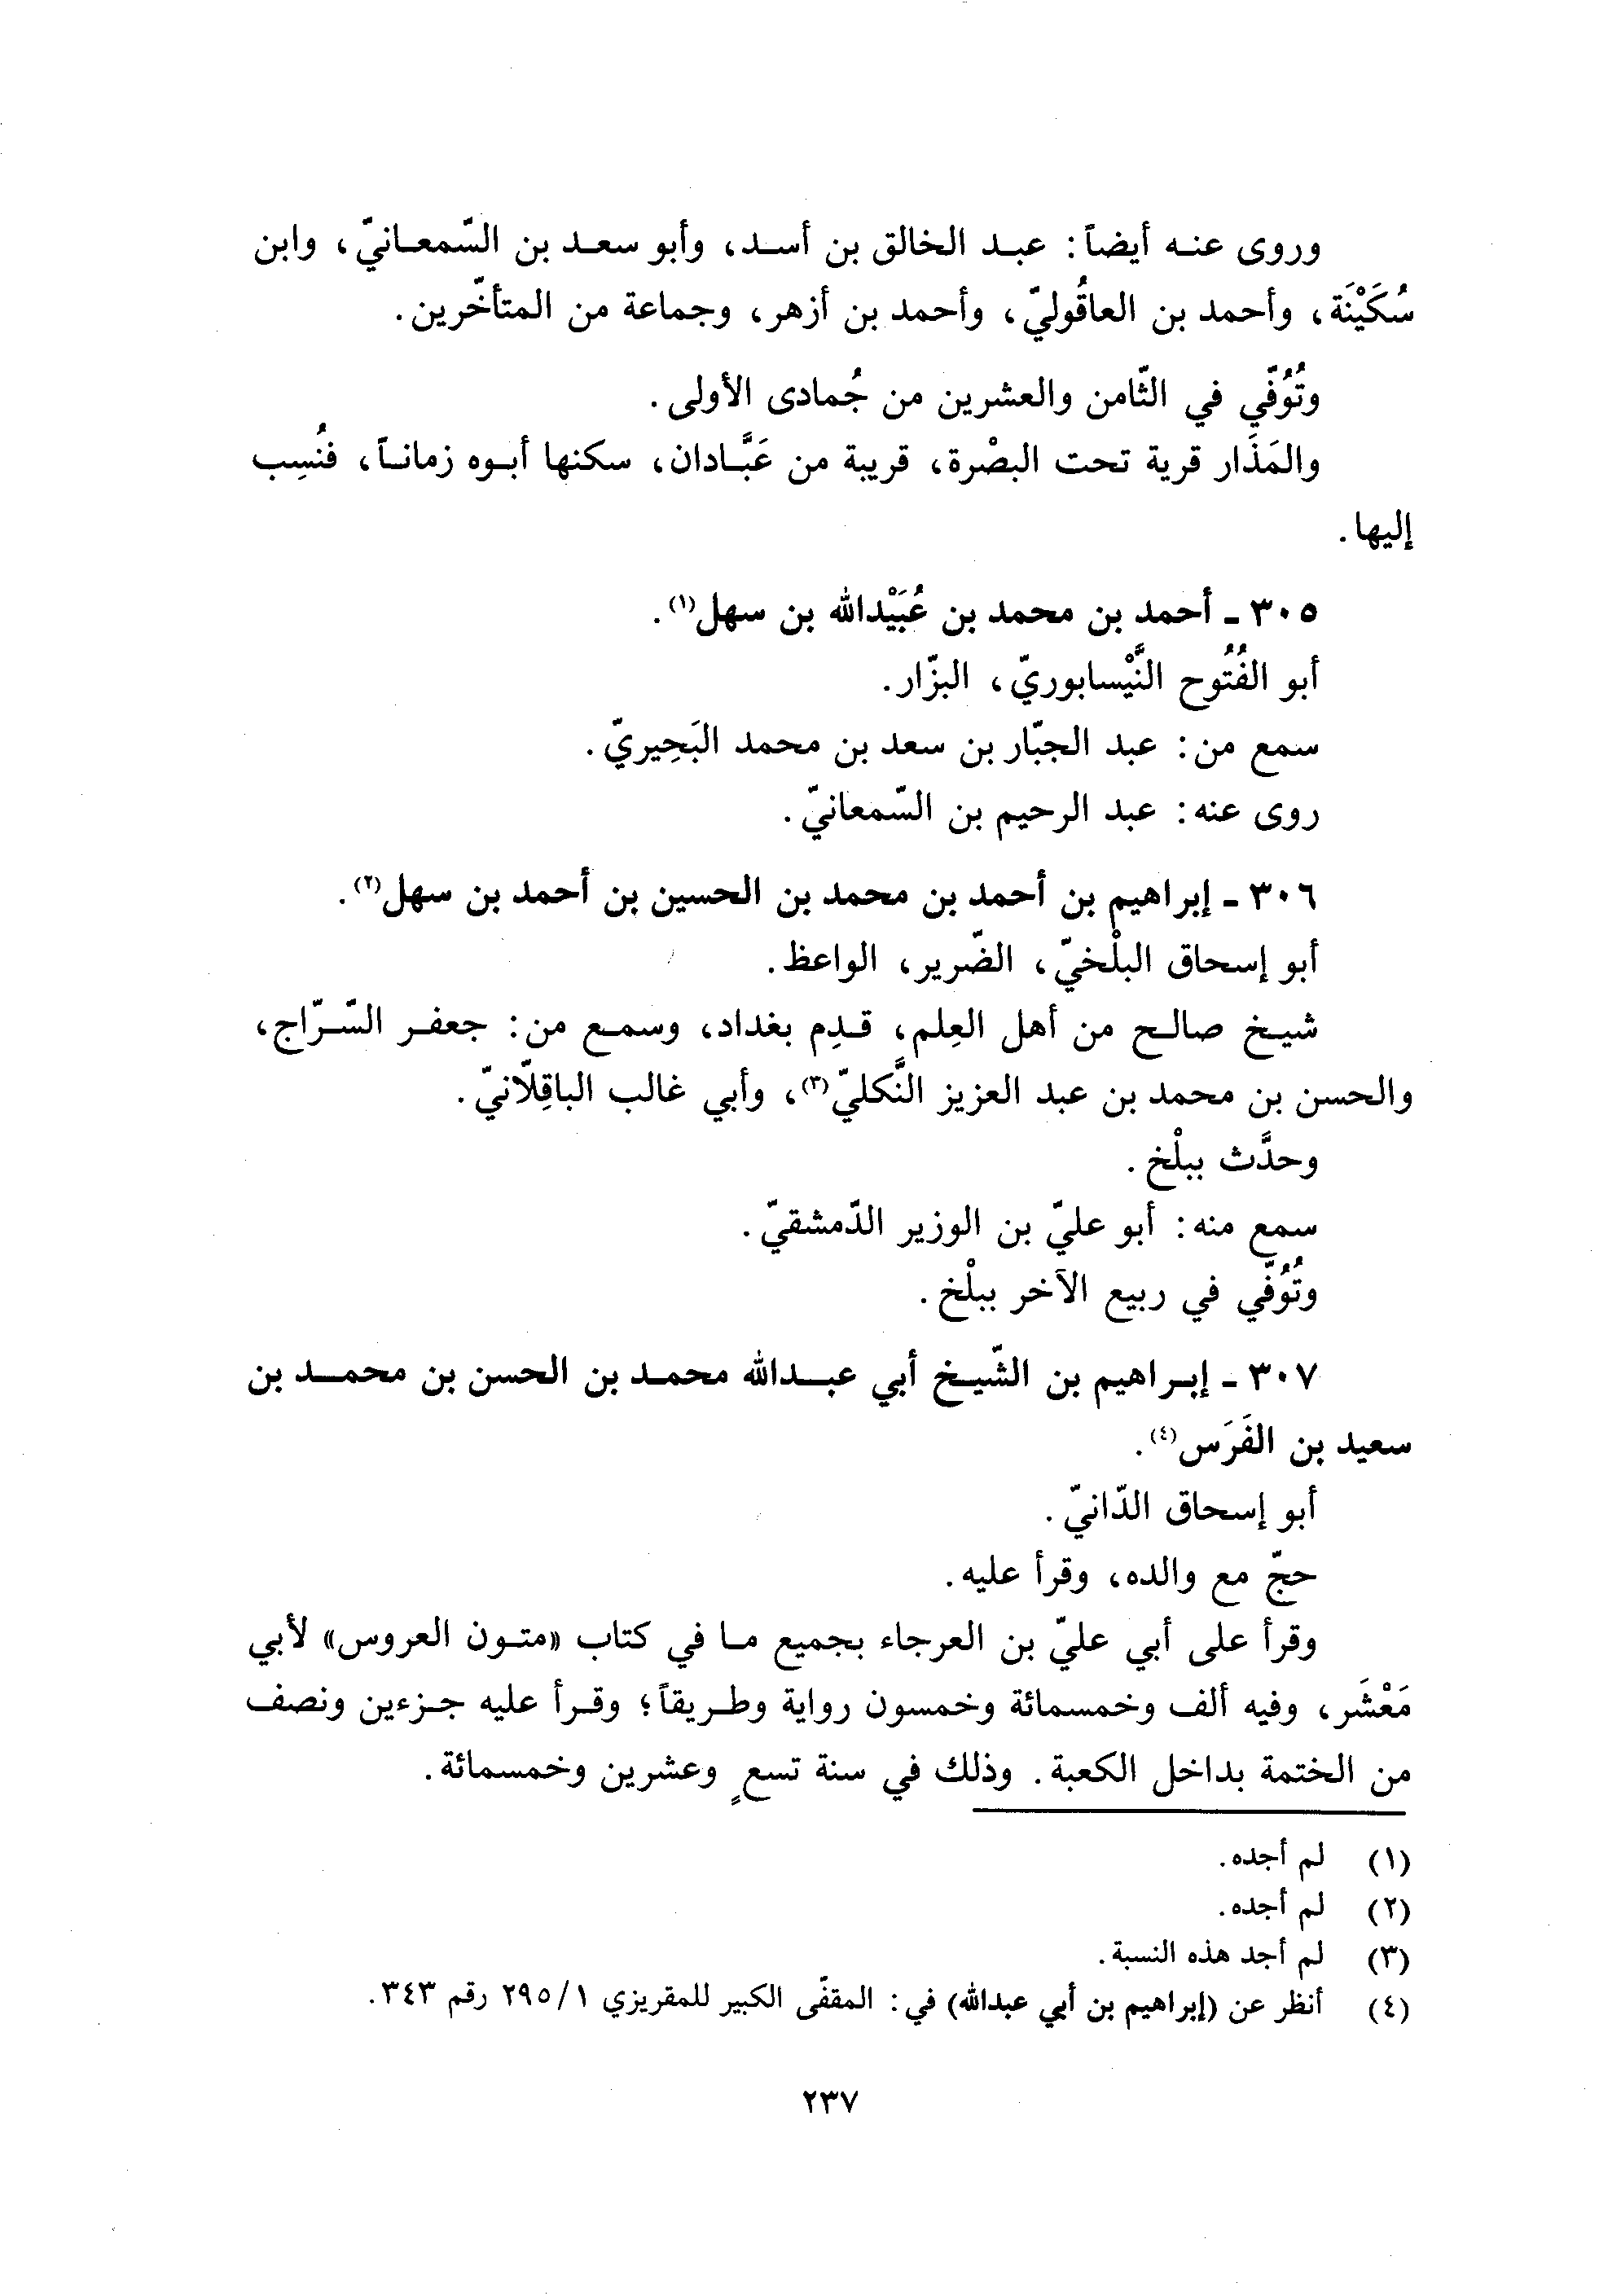 وروى عنه أيضاً: عبد الخالق بن أسد، وأبو سعد بن السّمعانيّ، وابن
سُكَيْنَة، وأحمد بن العاقُوليّ، وأحمد بن أزهر، وجماعة من المتأخّرين.
وتُوُفّي في الثّامن والعشرين من جُمادى الأولى.
والمَذَار قرية تحت البصْرة، قريبة من عَبَّادان، سكنها أبوه زماناً، فنُسِب
إليها.
٣٠٥ - أحمد بن محمد بن عُبَيْدالله بن سهل(١).
أبو الفُتُوح النَّيْسابوريّ، البزّار.
سمع من: عبد الجبّار بن سعد بن محمد البَحِيريّ.
روى عنه: عبد الرحيم بن السّمعانيّ.
٣٠٦ - إبراهيم بن أحمد بن محمد بن الحسين بن أحمد بن سهل(٢).
أبو إسحاق البلْخيّ، الضّرير، الواعظ.
شيخ صالح من أهل العِلم، قدِم بغداد، وسمع من: جعفر السّرّاج،
والحسن بن محمد بن عبد العزيز النَّكليّ(٣)، وأبي غالب الباقِلّانيّ.
وحدَّث ببلْخ.
سمع منه: أبو عليّ بن الوزير الدّمشقيّ.
وتُوُفّي في ربيع الآخر ببلْخ.
٣٠٧ - إبراهيم بن الشّيخ أبي عبدالله محمد بن الحسن بن محمد بن
سعيد بن الفَرَس(٤).
أبو إسحاق الدّانيّ.
حجّ مع والده، وقرأ عليه.
وقرأ على أبي عليّ بن العرجاء بجميع ما في كتاب «متون العروس» لأبي
مَعْشَر، وفيه ألف وخمسمائة وخمسون رواية وطريقاً؛ وقرأ عليه جزءين ونصف
من الختمة بداخل الكعبة. وذلك في سنة تسعٍ وعشرين وخمسمائة.
(١) لم أجده.
(٢) لم أجده.
(٣) لم أجد هذه النسبة.
(٤) أنظر عن (إبراهيم بن أبي عبدالله) في: المقفّى الكبير للمقريزي ١/٢٩٥ رقم ٣٤٣.
٢٣٧